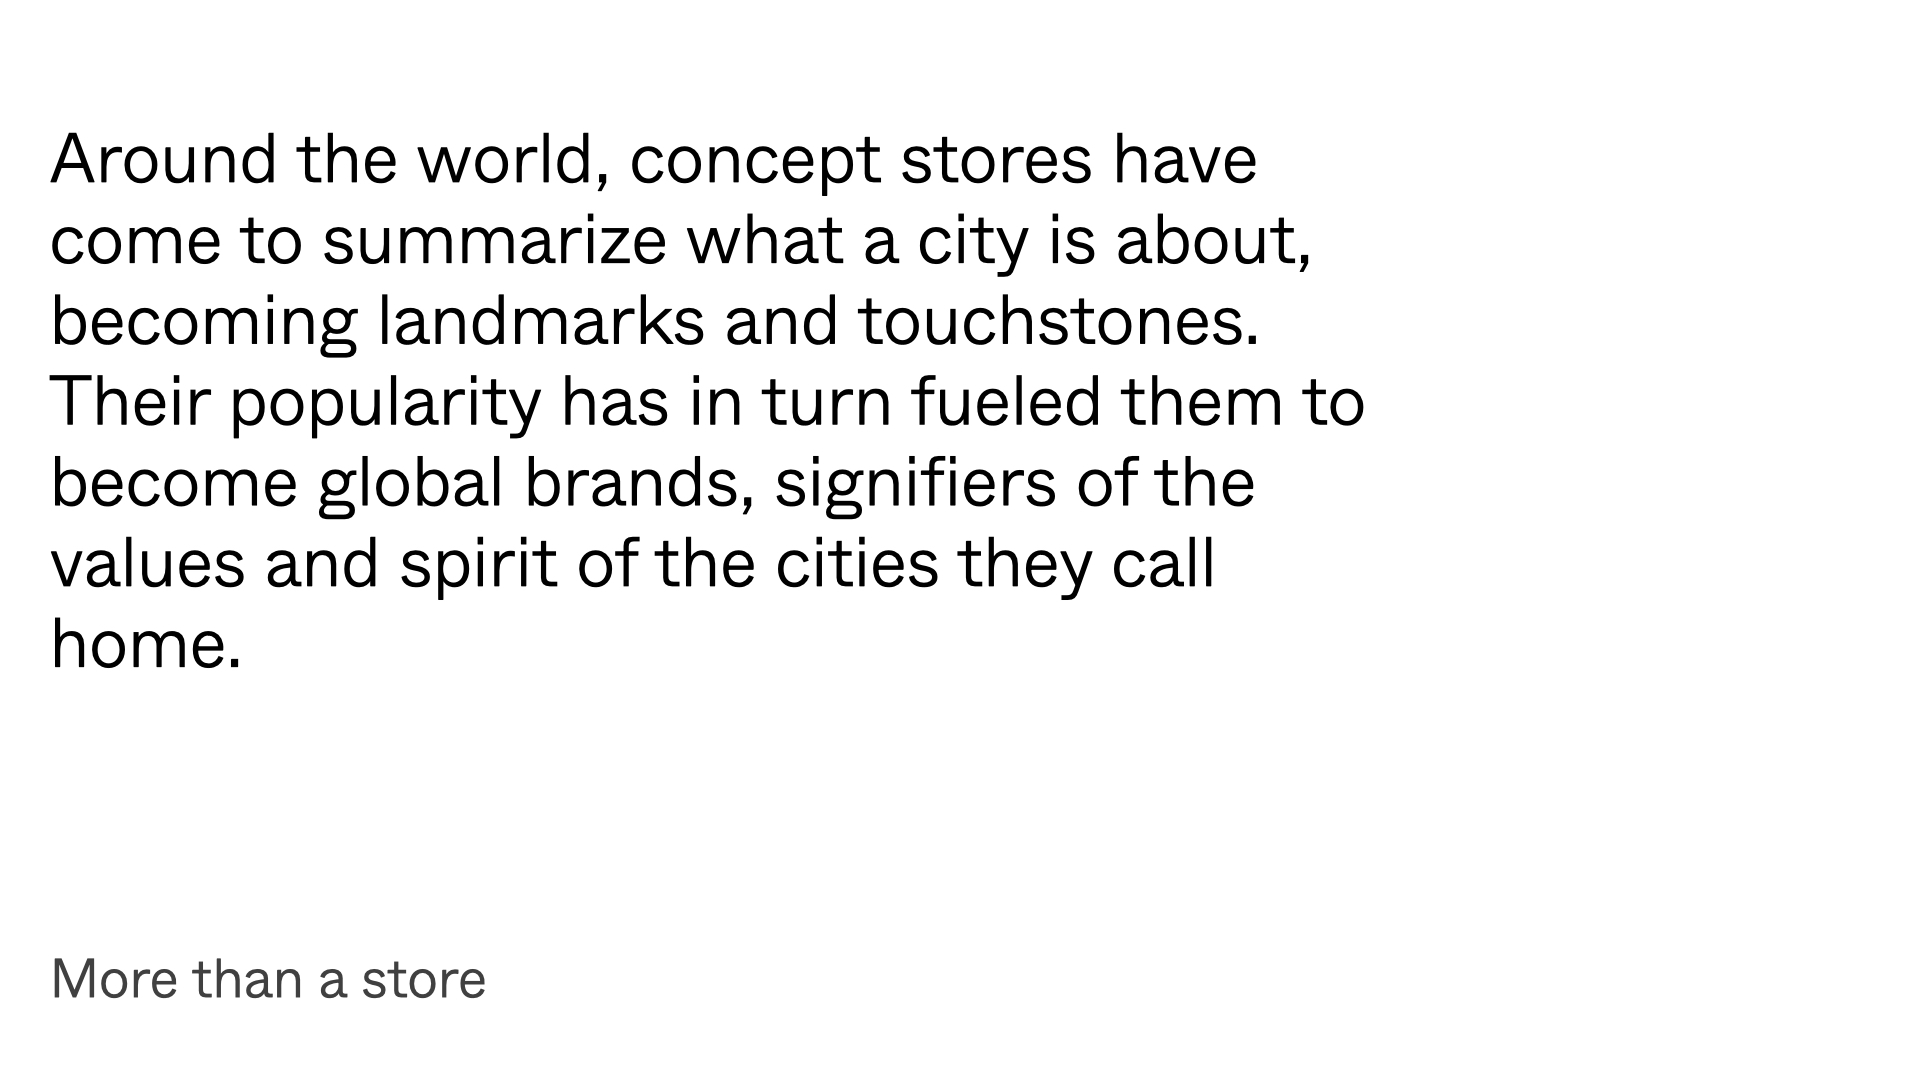 Around the world, concept stores have
come to summarize what a city is about,
becoming landmarks and touchstones.
Their popularity has in turn fueled them to
become global brands, signifiers of the
values and spirit of the cities they call
home.
More than a store